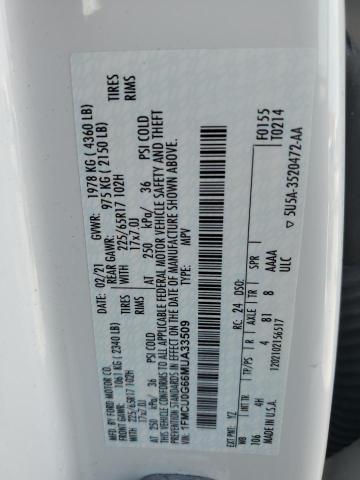 MFD. BY FORD MOTOR CO.
02/21 GVWR: 1978 KG ( 4360 LB)
FRONT GAWR: 1061 KG ( 2340 LB) REAR GAWR: 975 KG ( 2150 LB)
225/65R17 102H WITH 225/65R17 102H TIRES
17x7.0J WITH 17x7.0J RIMS
AT 250 kPa/ 36 PSI COLD AT 250 kPa/ 36 PSI COLD
THIS VEHICLE CONFORMS TO ALL APPLICABLE FEDERAL MOTOR VEHICLE SAFETY AND THEFT
PREVENTION STANDARDS IN EFFECT ON THE DATE OF MANUFACTURE SHOWN ABOVE.
VIN: 1FMCU0G66MUA33509
TYPE: MPV
F0155
T0214
EXT PNT: YZ RC: 24 DSO:
WB TP/PS R AXLE TR SPR
106 4H 4 81 8 AAAA
MADE IN U.S.A. ULC
1202102156517
▽ 5U5A-3520472-AA